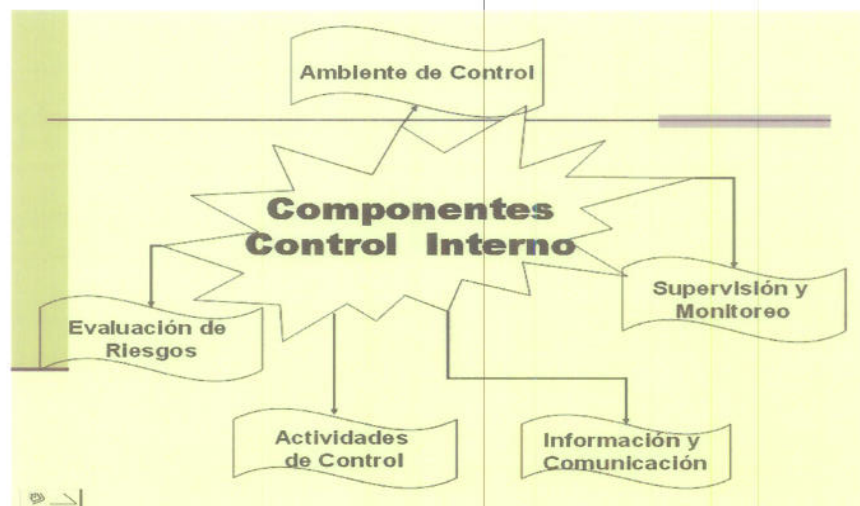 Ambiente de Control
Componentes
Control Interno
Supervisión y
Monitoreo
Evaluación de
Riesgos
Actividades
de Control
Información y
Comunicación